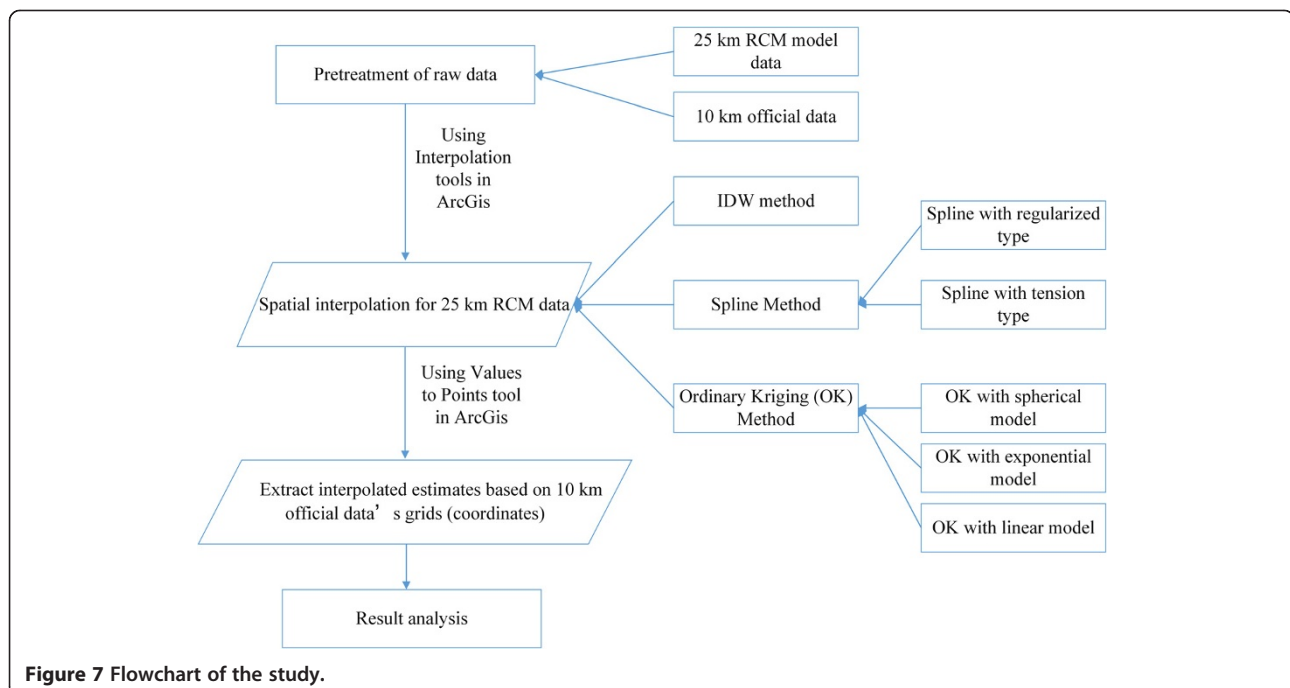 25 km RCM model
data
Pretreatment of raw data
10 km official data
Using
Interpolation
tools in
ArcGis
IDW method
Spline with regularized
type
Spatial interpolation for 25 km RCM data
Spline Method
Spline with tension
type
Using Values
to Points tool
in ArcGis
Ordinary Kriging (OK)
Method
OK with spherical
model
OK with exponential
model
OK with linear model
Extract interpolated estimates based on 10 km
official data’ s grids (coordinates)
Result analysis
Figure 7 Flowchart of the study.